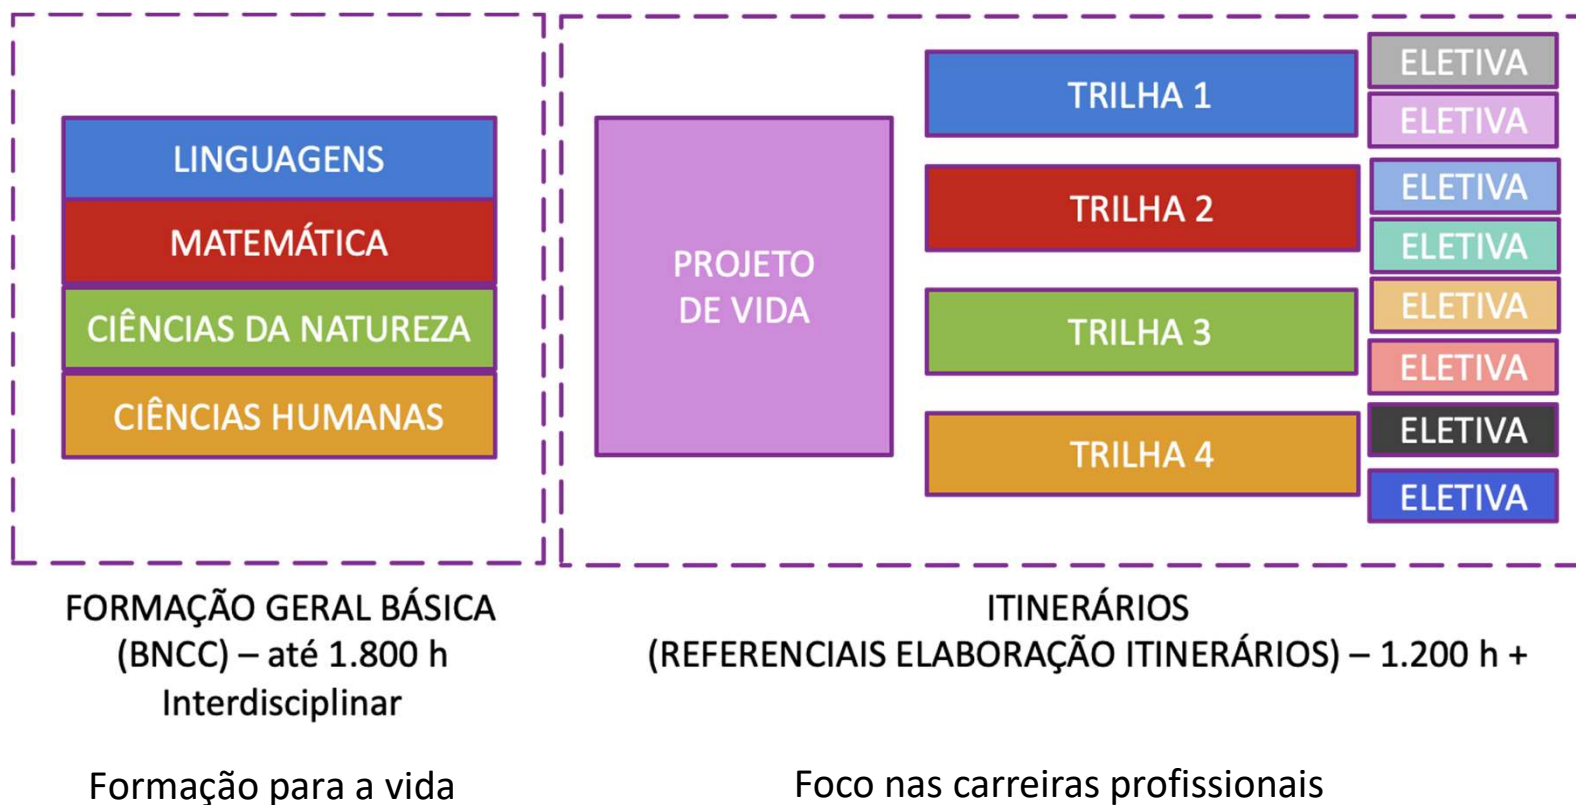 LINGUAGENS
MATEMÁTICA
CIÊNCIAS DA NATUREZA
CIÊNCIAS HUMANAS
FORMAÇÃO GERAL BÁSICA
(BNCC) – até 1.800 h
Interdisciplinar
Formação para a vida
PROJETO
DE VIDA
TRILHA 1
TRILHA 2
TRILHA 3
TRILHA 4
ELETIVA
ELETIVA
ELETIVA
ELETIVA
ELETIVA
ELETIVA
ELETIVA
ELETIVA
ITINERÁRIOS
(REFERENCIAIS ELABORAÇÃO ITINERÁRIOS) – 1.200 h +
Foco nas carreiras profissionais